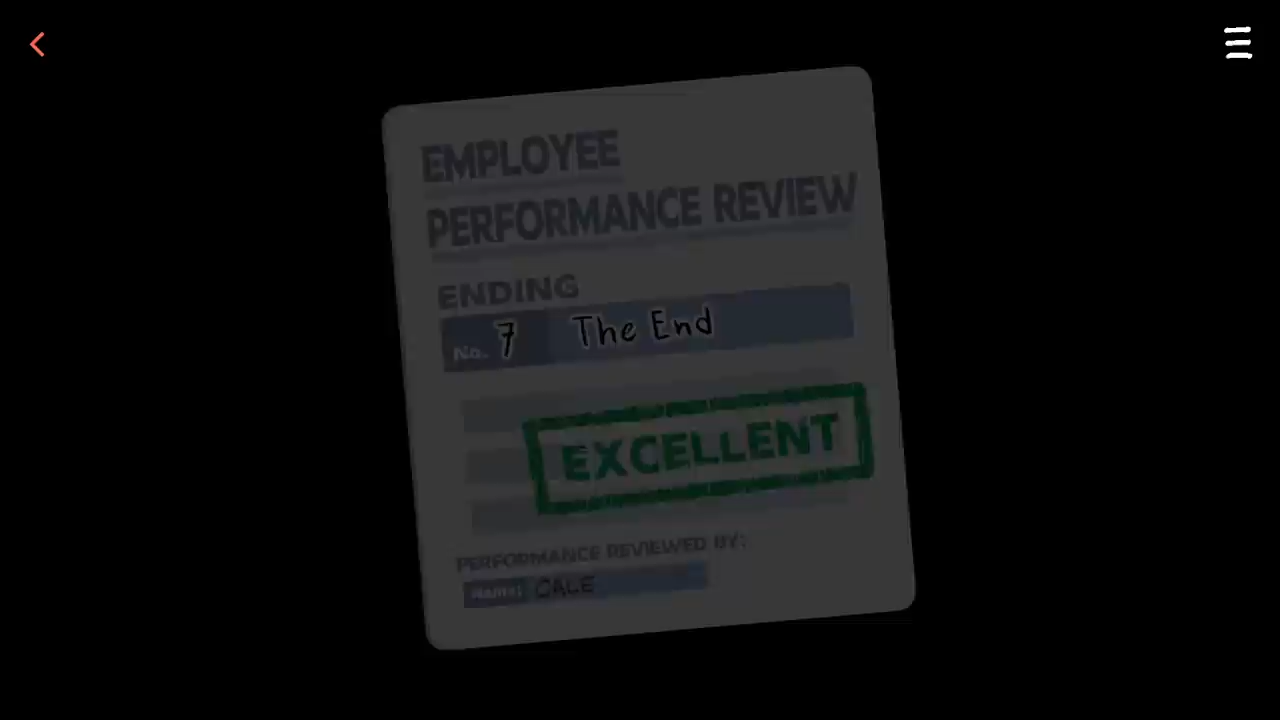 EMPLOYEE
PERFORMANCE REVIEW
ENDING
No. 7 The End
EXCELLENT
PERFORMANCE REVIEWED BY:
Name: CALE